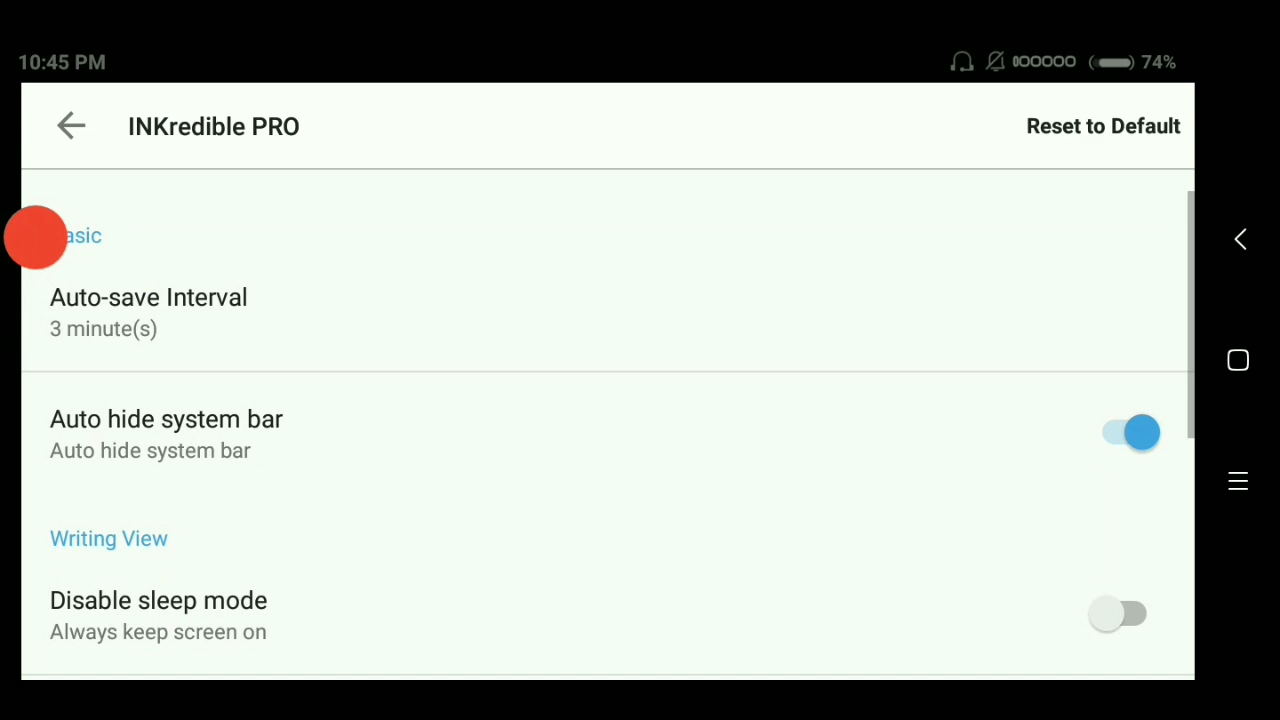 10:45 PM
74%
INKredible PRO
Reset to Default
asic
Auto-save Interval
3 minute(s)
Auto hide system bar
Auto hide system bar
Writing View
Disable sleep mode
Always keep screen on